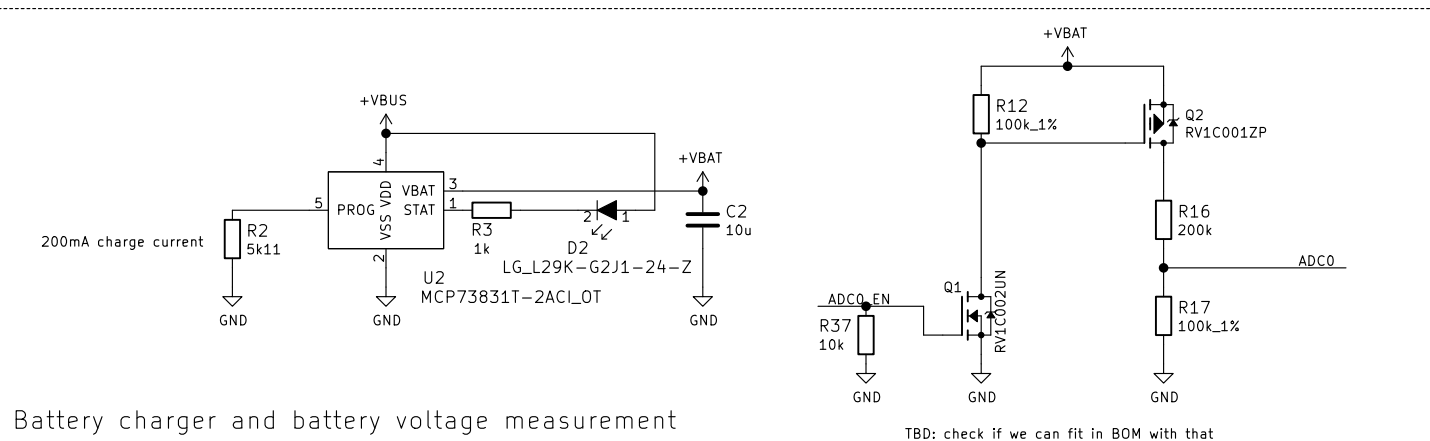 +VBUS
4
VDD
VBAT
3
+VBAT
5
PROG
STAT
1
VSS
2
R2
5k11
200mA charge current
GND
GND
R3
1k
2
1
D2
LG_L29K-G2J1-24-Z
C2
10u
GND
U2
MCP73831T-2ACI_OT
Battery charger and battery voltage measurement
+VBAT
R12
100k_1%
Q2
RV1C001ZP
R16
200k
ADC0
R17
100k_1%
GND
ADC0_EN
R37
10k
GND
Q1
RV1C002UN
GND
TBD: check if we can fit in BOM with that